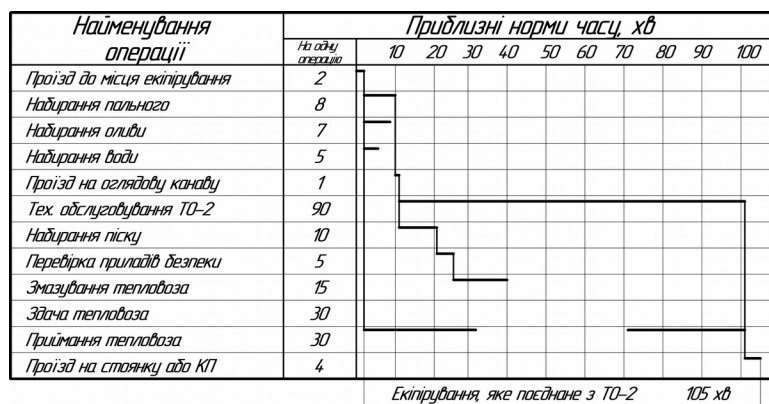 Найменування операції
Приблизні норми часу, хв
На одну операцію
10 20 30 40 50 60 70 80 90 100
Проїзд до місця екіпірування 2
Набирання пального 8
Набирання оливи 7
Набирання води 5
Проїзд на оглядову канаву 1
Тех. обслуговування ТО-2 90
Набирання піску 10
Перевірка приладів безпеки 5
Змазування тепловоза 15
Здача тепловоза 30
Приймання тепловоза 30
Проїзд на стоянку або КП 4
Екіпірування, яке поєднане з ТО-2 105 хв